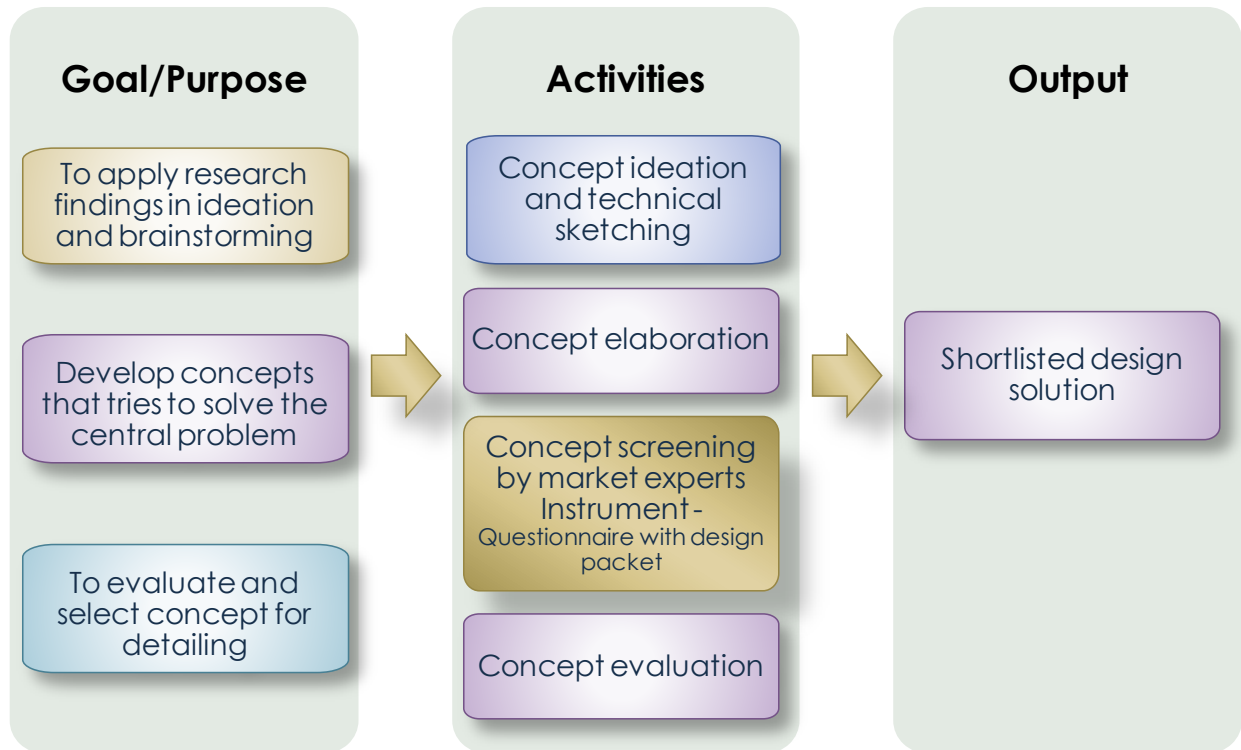 Goal/Purpose
To apply research
findings in ideation
and brainstorming
Develop concepts
that tries to solve the
central problem
To evaluate and
select concept for
detailing
Activities
Concept ideation
and technical
sketching
Concept elaboration
Concept screening
by market experts
Instrument -
Questionnaire with design
packet
Concept evaluation
Output
Shortlisted design
solution